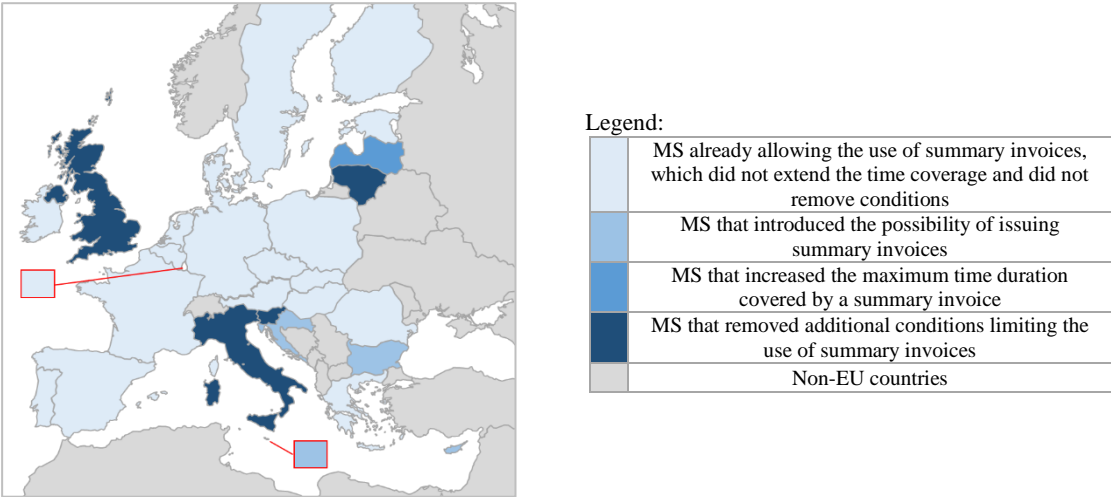 Legend:
MS already allowing the use of summary invoices,
which did not extend the time coverage and did not
remove conditions
MS that introduced the possibility of issuing
summary invoices
MS that increased the maximum time duration
covered by a summary invoice
MS that removed additional conditions limiting the
use of summary invoices
Non-EU countries